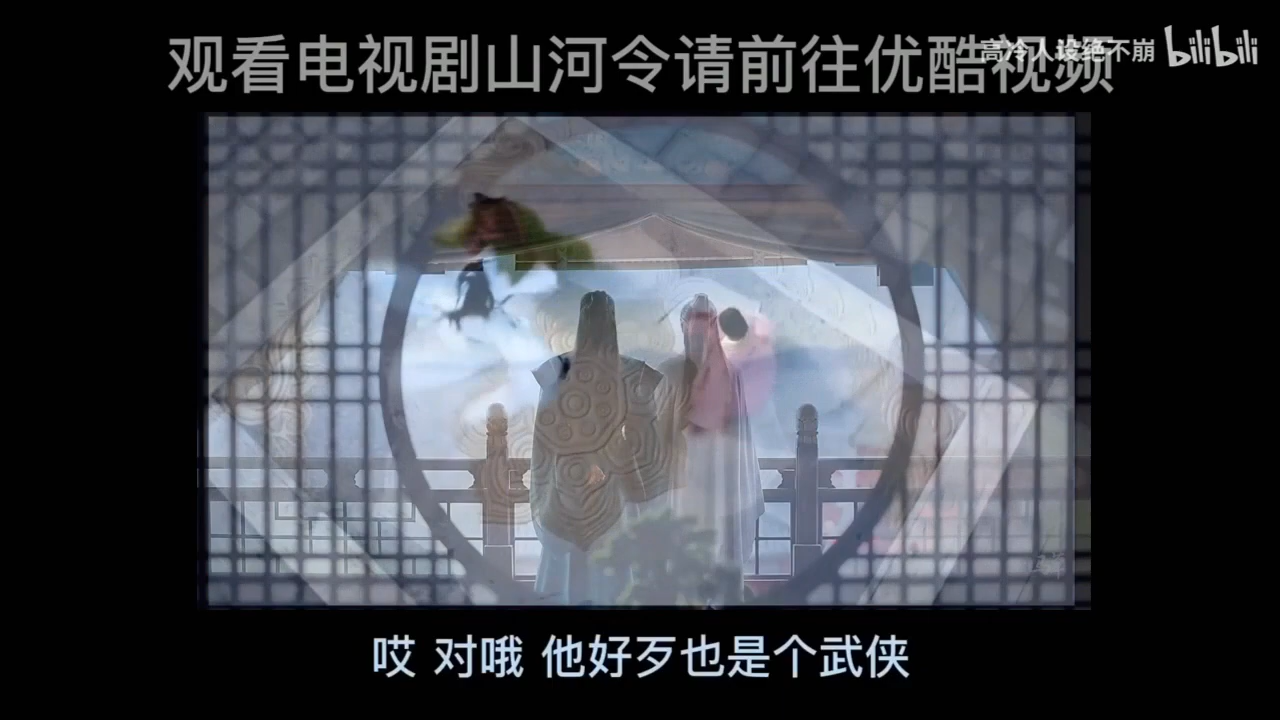 观看电视剧山河令请前往优酷视频
高冷人设绝不崩 bilibili
哎 对哦 他好歹也是个武侠